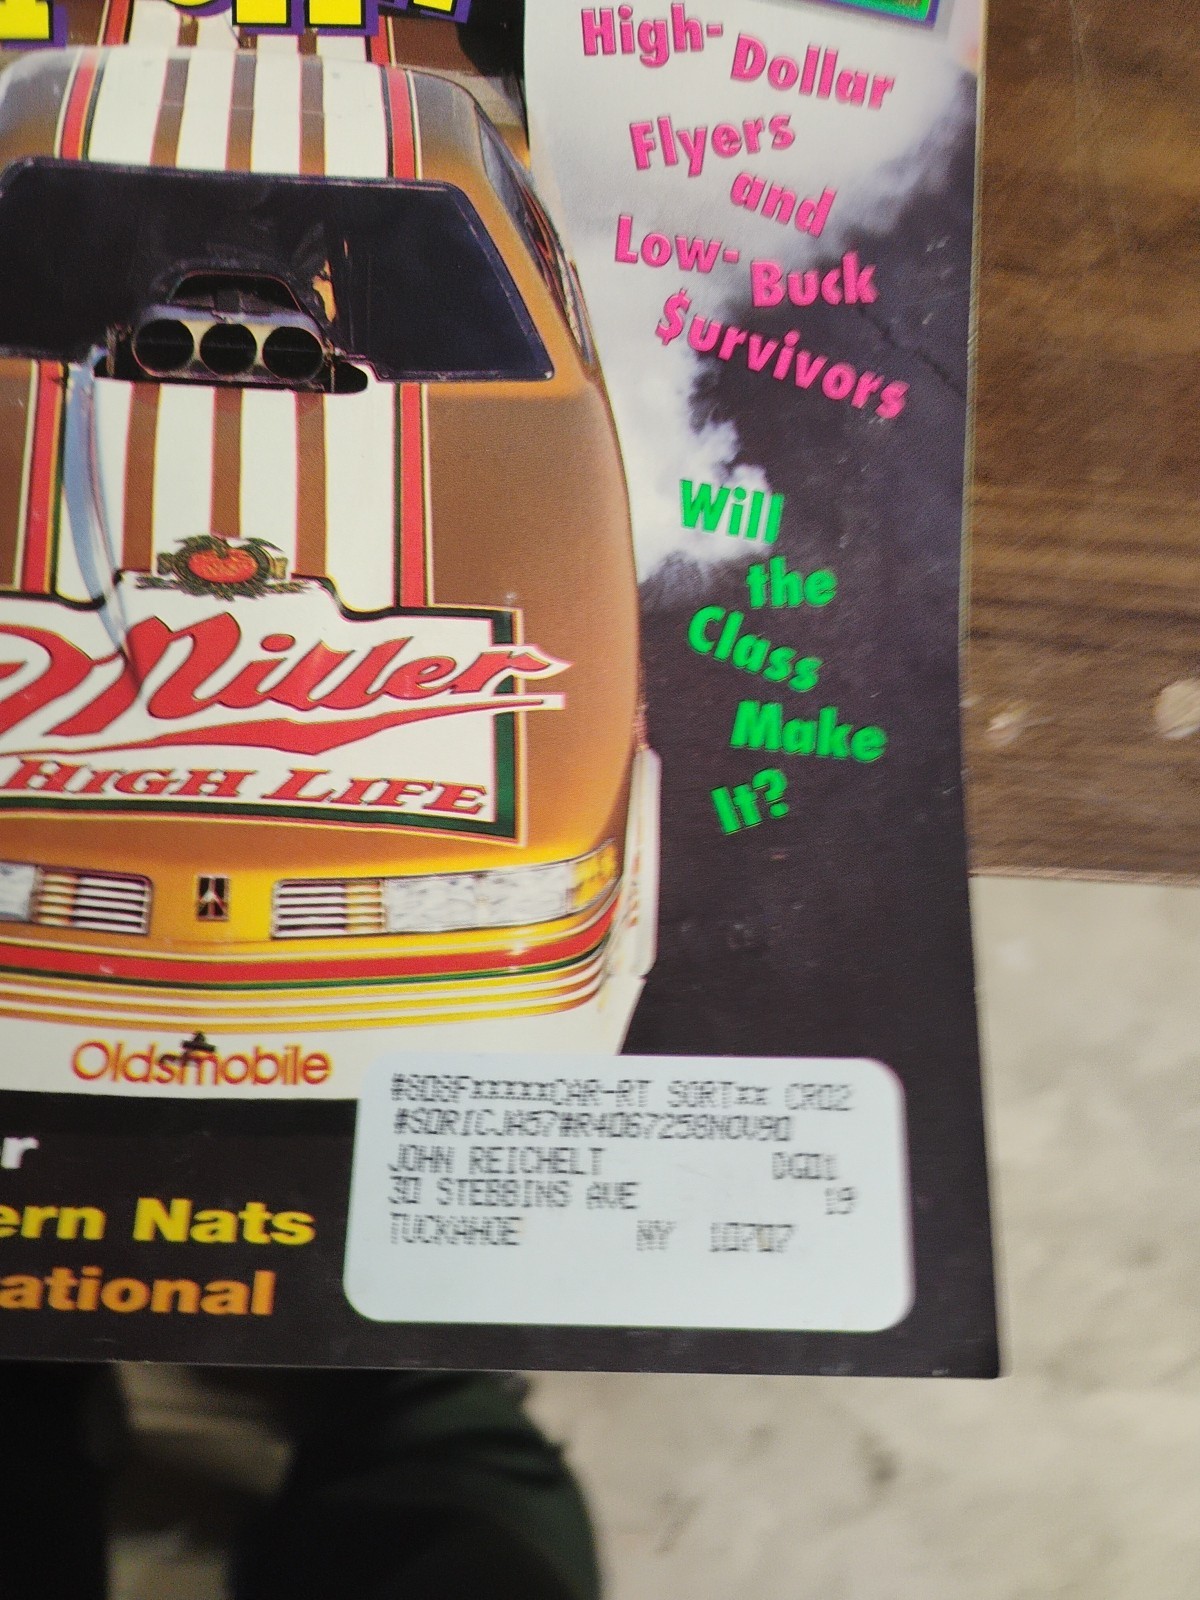 High-Dollar
Flyers
and
Low-Buck
$urvivors
Will
the
Class
Make
It?
Miller
HIGH LIFE
Oldsmobile
ern Nats
ational
CAR-RT SORT** CR02
JOHN REICHELT
30 STEBBINS AVE 19
TUCKAHOE NY 10707